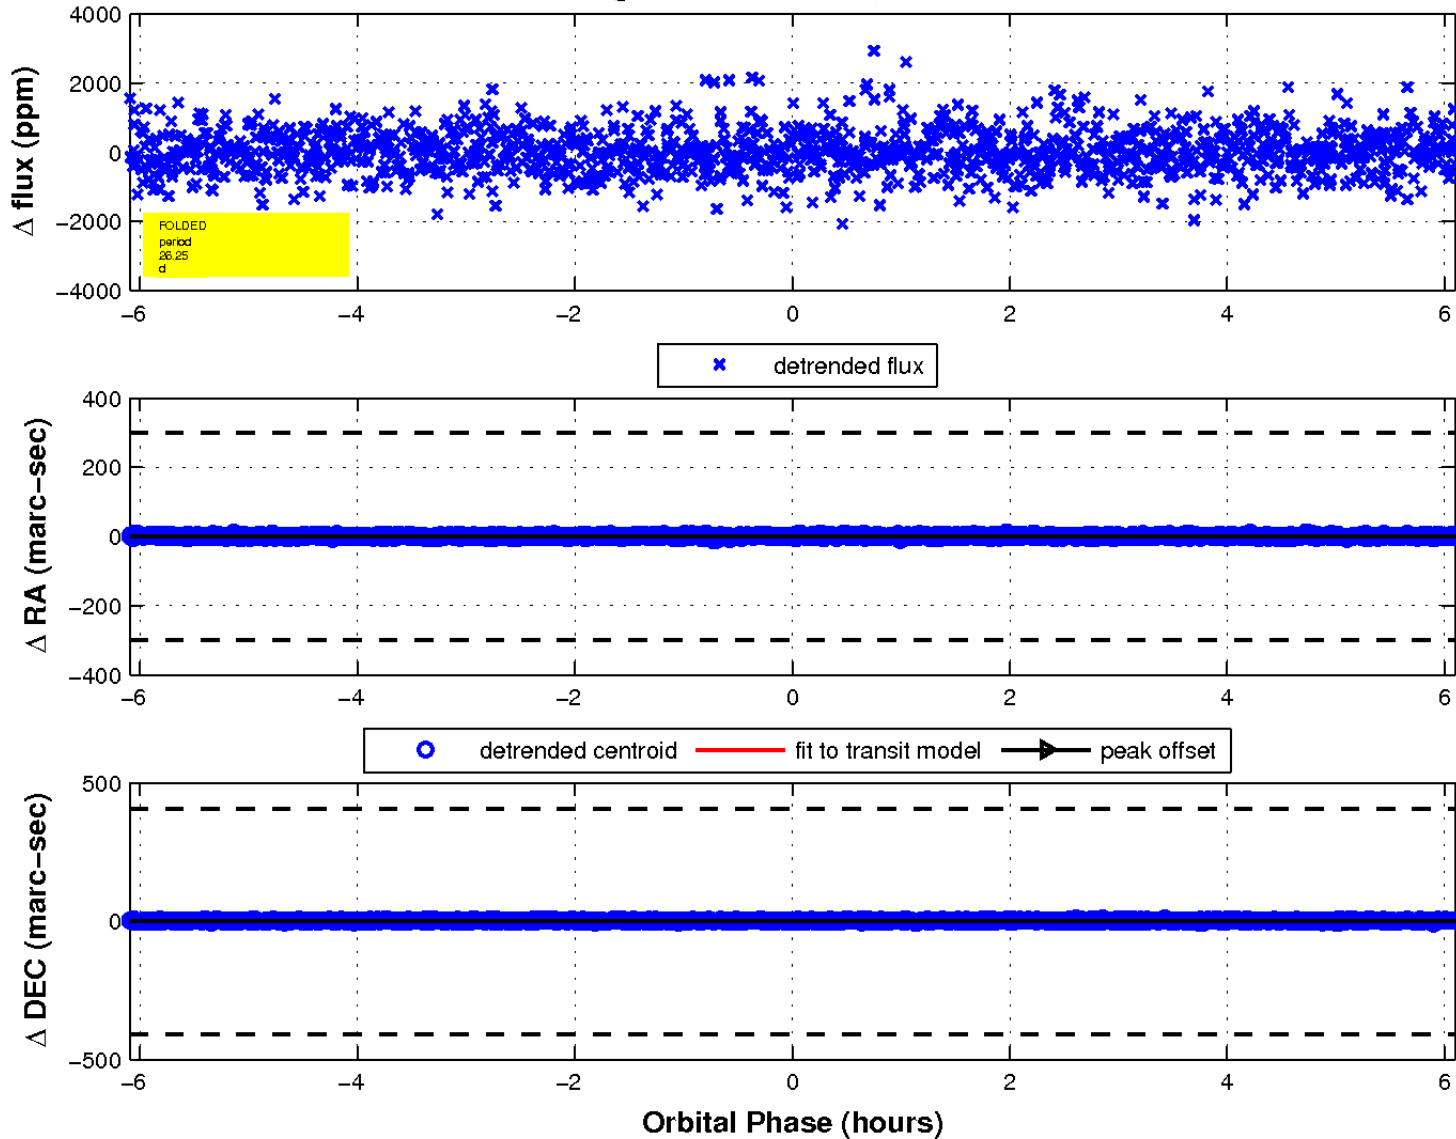 4000
2000
0
−2000
−4000
Δ flux (ppm)
FOLDED
period
26.25
d
−6 −4 −2 0 2 4 6
detrended flux
400
200
0
−200
−400
Δ RA (marc−sec)
−6 −4 −2 0 2 4 6
detrended centroid fit to transit model peak offset
500
0
−500
Δ DEC (marc−sec)
−6 −4 −2 0 2 4 6
Orbital Phase (hours)